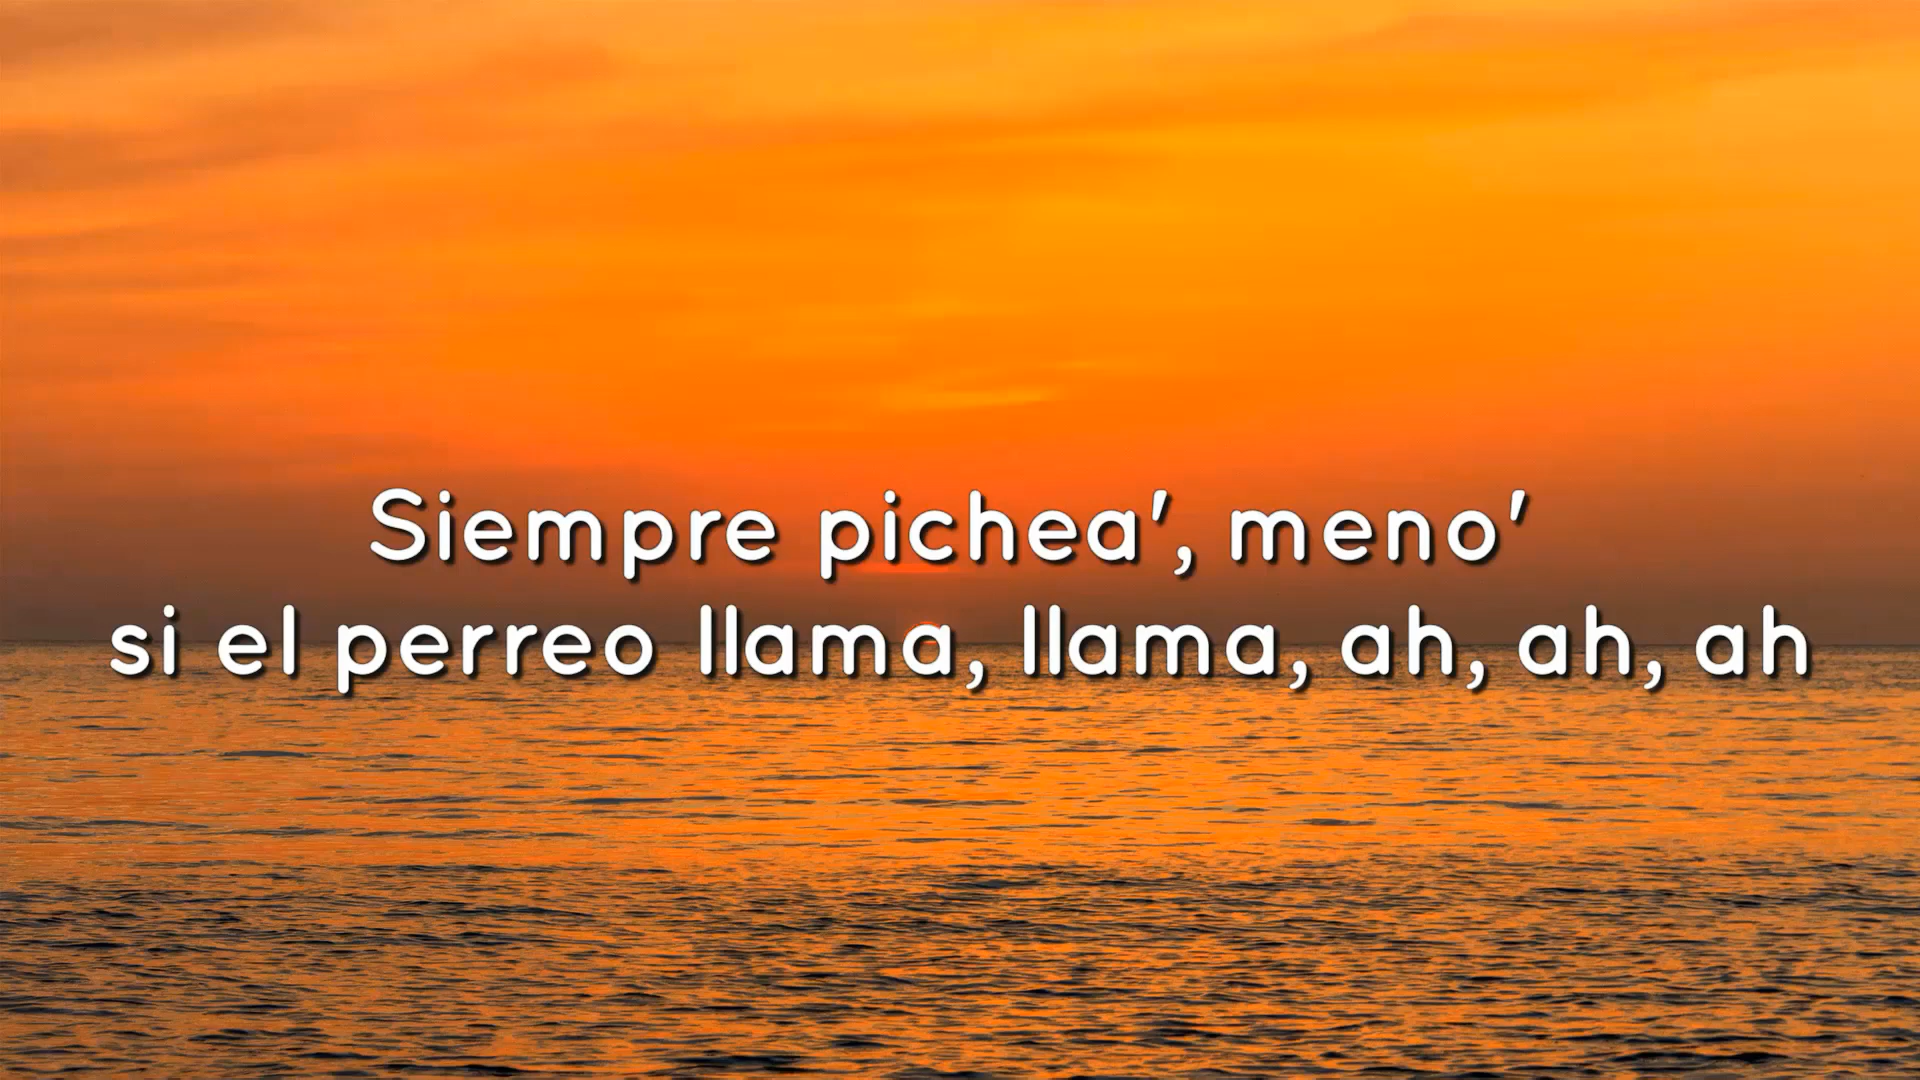 Siempre pichea', meno'
si el perreo llama, llama, ah, ah, ah